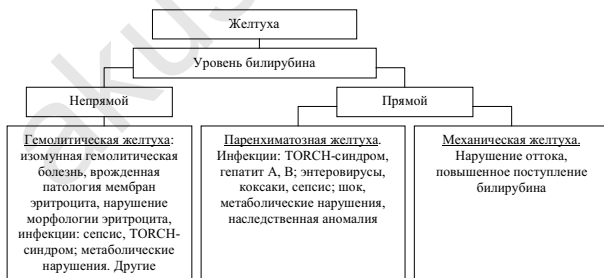 Желтуха
Уровень билирубина
Непрямой
Прямой
Гемолитическая желтуха:
изомунная гемолитическая
болезнь, врожденная
патология мембран
эритроцита, нарушение
морфологии эритроцита,
инфекции: сепсис, TORCH-
синдром; метаболические
нарушения. Другие
Паренхиматозная желтуха.
Инфекции: TORCH-синдром,
гепатит А, В; энтеровирусы,
коксаки, сепсис; шок,
метаболические нарушения,
наследственная аномалия
Механическая желтуха.
Нарушение оттока,
повышенное поступление
билирубина